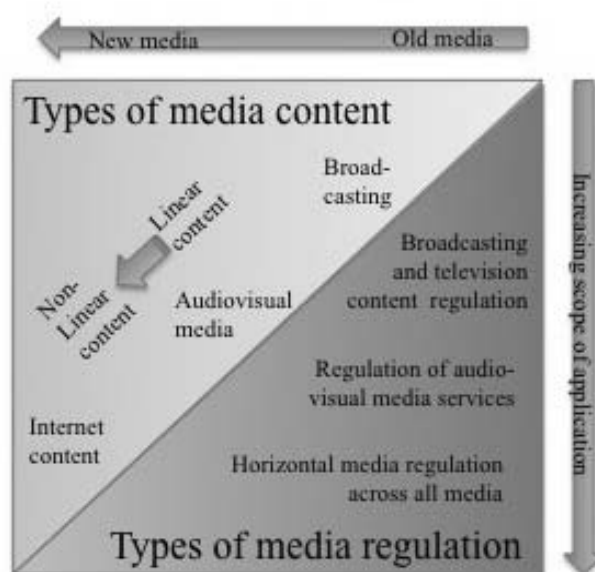 New media
Old media
Types of media content
Broad-
casting
Linear
content
Non-
Linear
content
Audiovisual
media
Internet
content
Broadcasting
and television
content regulation
Regulation of audio-
visual media services
Horizontal media regulation
across all media
Types of media regulation
Increasing scope of application